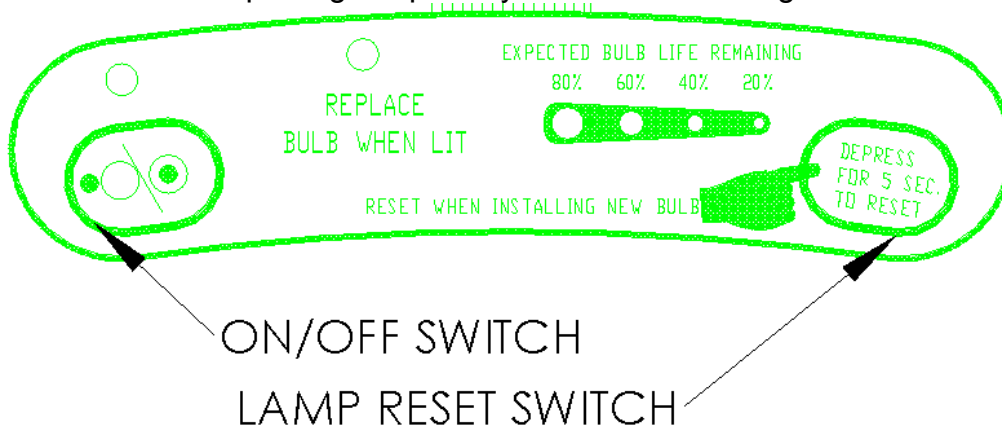 EXPECTED BULB LIFE REMAINING
80% 60% 40% 20%
REPLACE
BULB WHEN LIT
DEPRESS
FOR 5 SEC.
TO RESET
RESET WHEN INSTALLING NEW BULB
ON/OFF SWITCH
LAMP RESET SWITCH